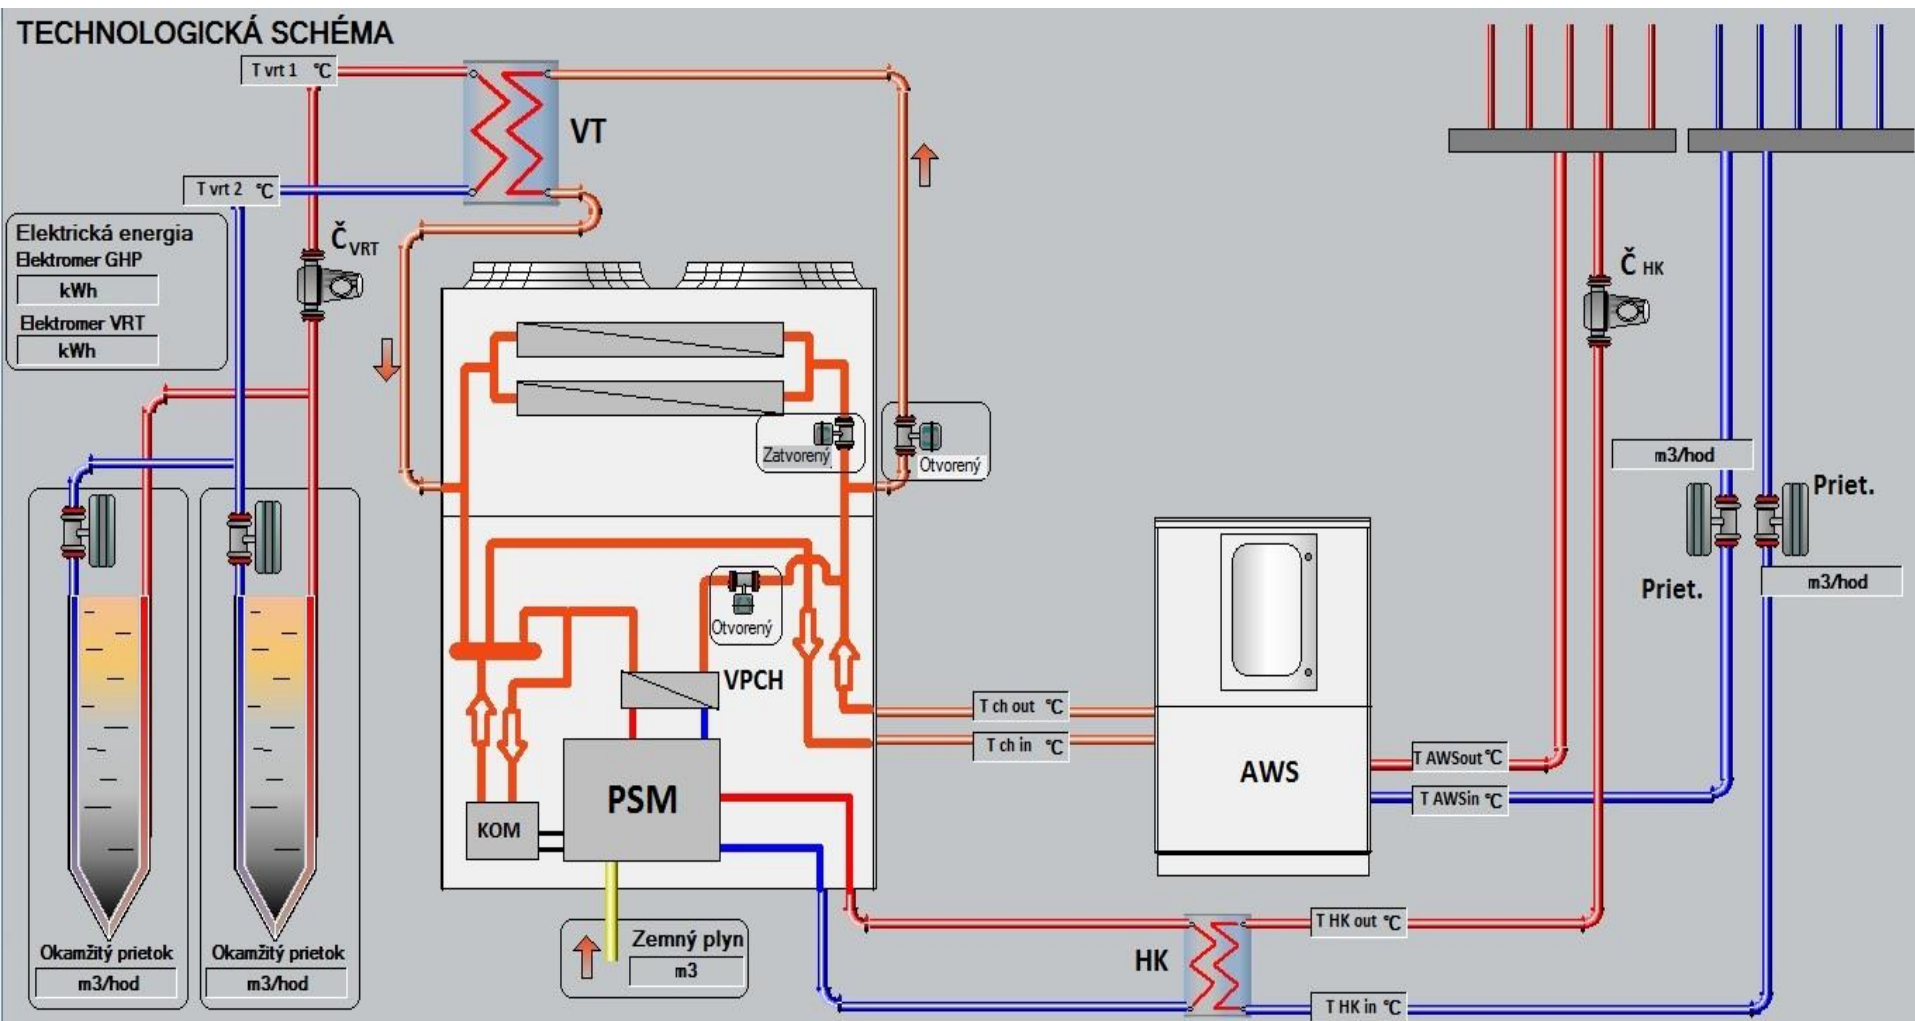 TECHNOLOGICKÁ SCHÉMA
T vrt 1 °C
VT
T vrt 2 °C
Elektrická energia
Elektromer GHP
kWh
Elektromer VRT
kWh
Č VRT
Č HK
Zatvorený
Otvorený
m3/hod
Priet.
Priet.
m3/hod
Otvorený
VPCH
T ch out °C
T ch in °C
AWS
T AWSout °C
T AWSin °C
PSM
KOM
Zemný plyn
m3
Okamžitý prietok
m3/hod
Okamžitý prietok
m3/hod
HK
T HK out °C
T HK in °C